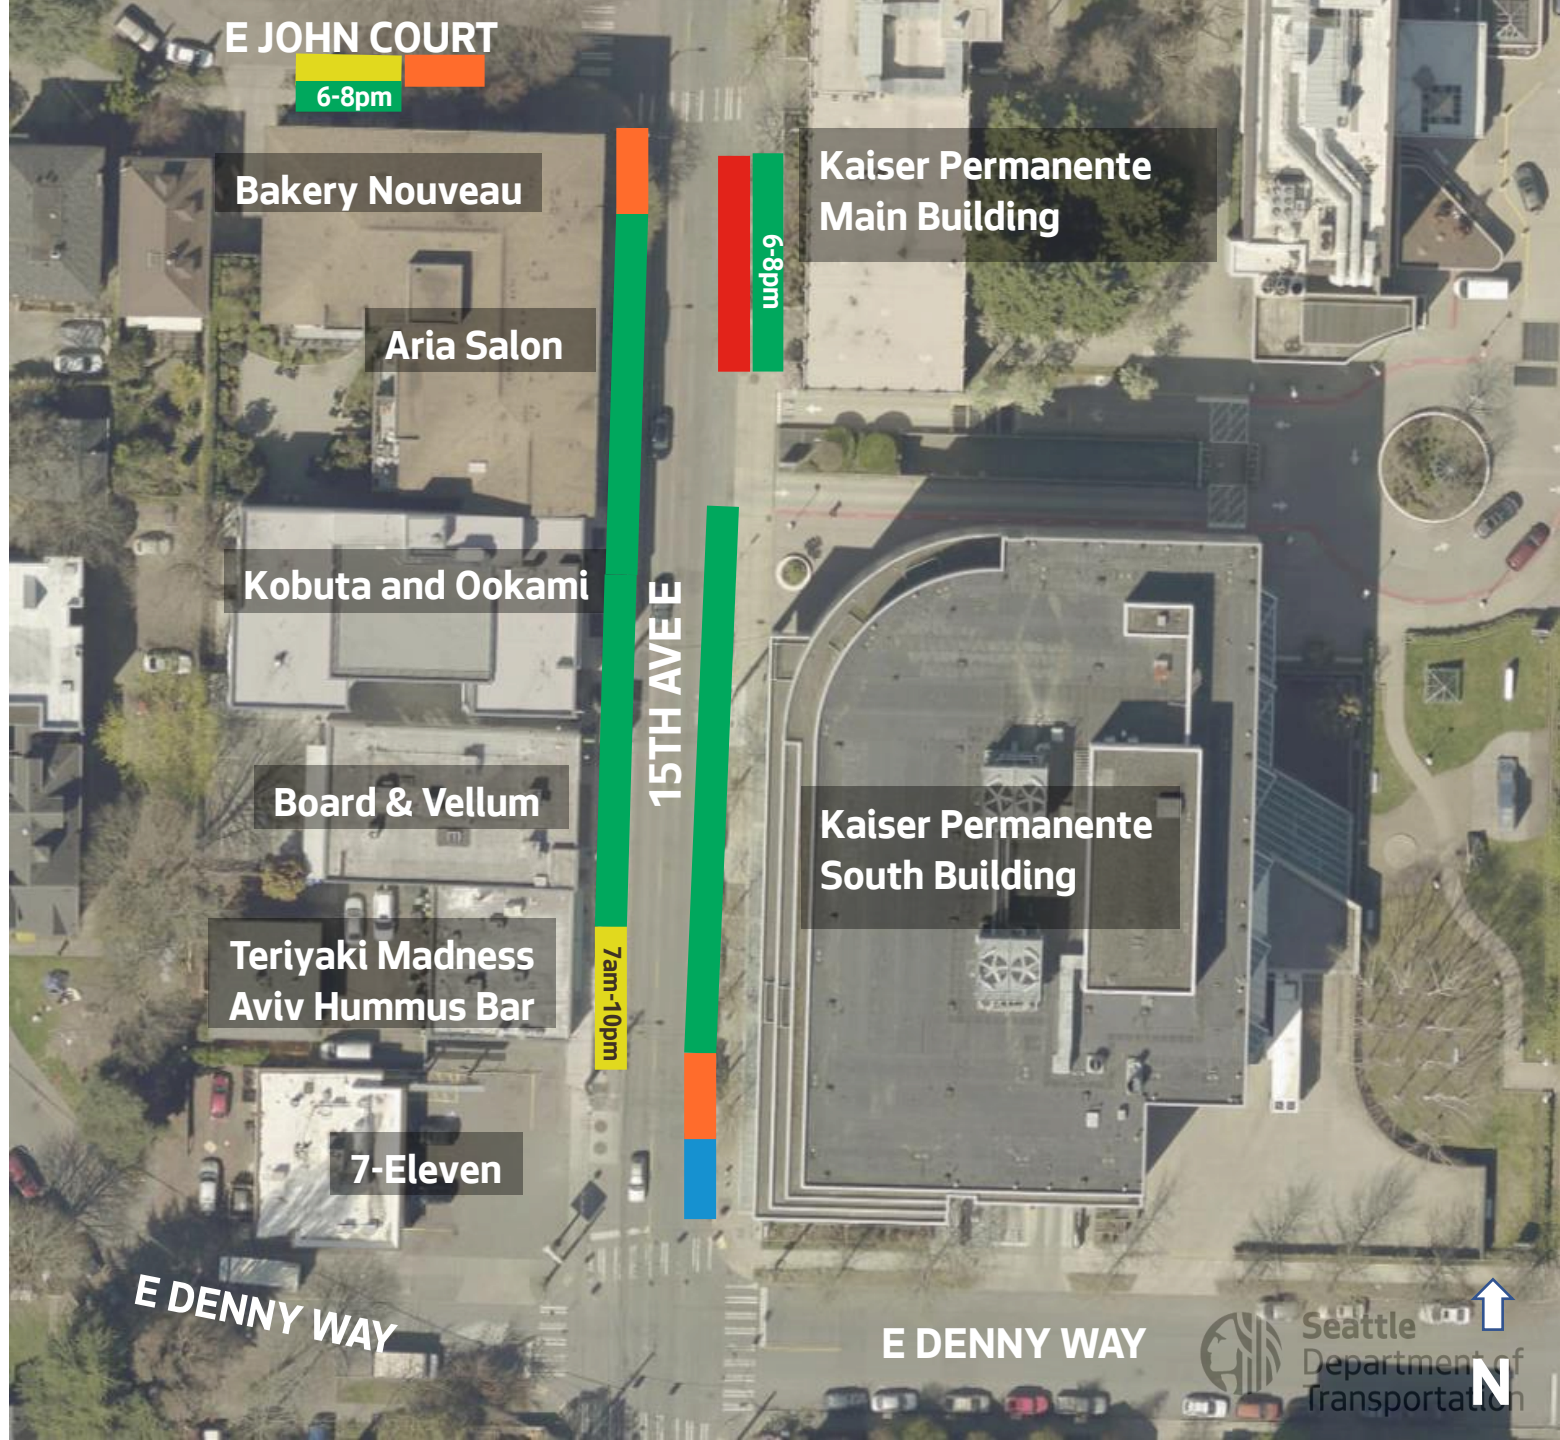 E JOHN COURT
6-8pm
Bakery Nouveau
Kaiser Permanente
Main Building
6-8pm
Aria Salon
Kobuta and Ookami
15TH AVE E
Board & Vellum
Kaiser Permanente
South Building
Teriyaki Madness
Aviv Hummus Bar
7am-10pm
7-Eleven
E DENNY WAY
E DENNY WAY
Seattle
Department of
Transportation
N